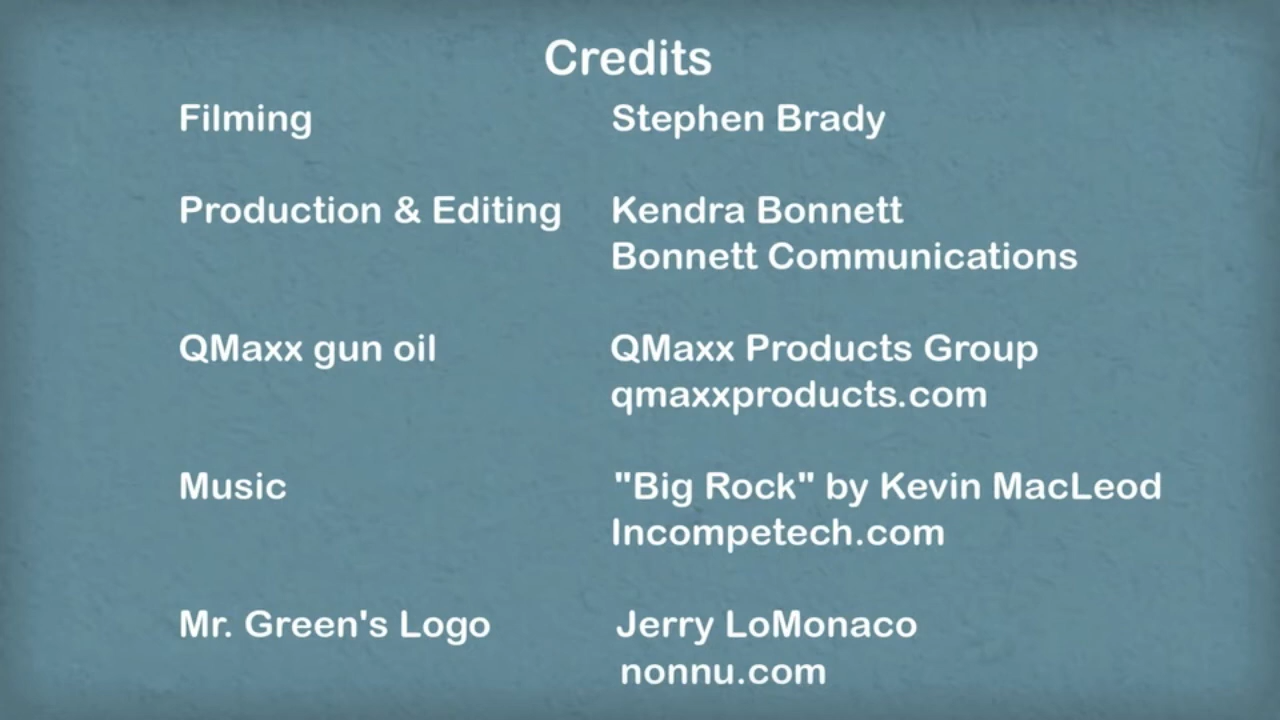 Credits
Filming Stephen Brady
Production & Editing Kendra Bonnett
Bonnett Communications
QMaxx gun oil QMaxx Products Group
qmaxxproducts.com
Music "Big Rock" by Kevin MacLeod
Incompetech.com
Mr. Green's Logo Jerry LoMonaco
nonnu.com